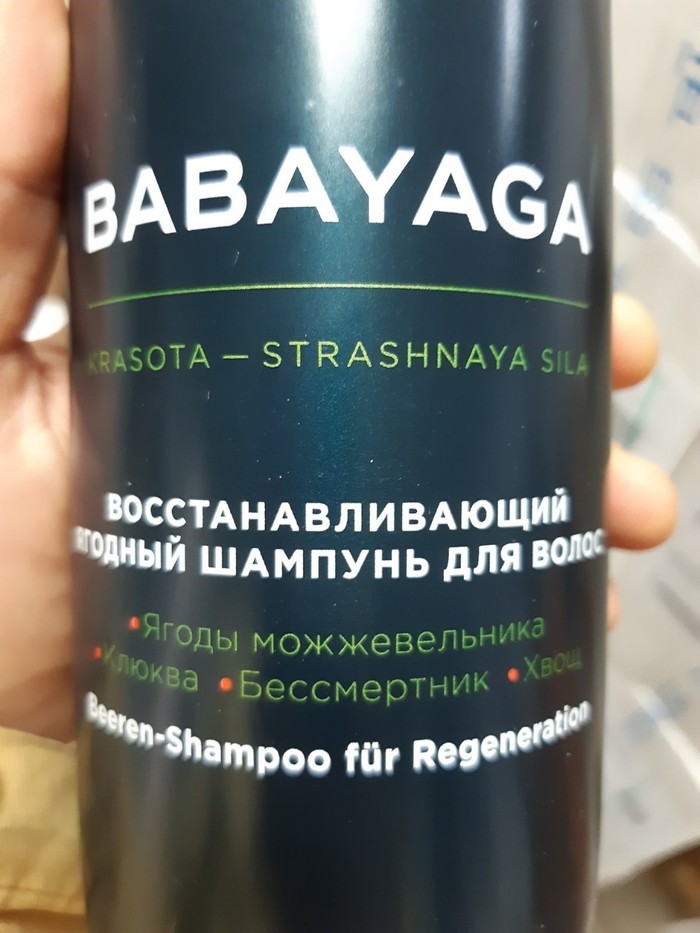 BABAYAGA
KRASOTA — STRASHNAYA SILA
ВОССТАНАВЛИВАЮЩИЙ
ЯГОДНЫЙ ШАМПУНЬ ДЛЯ ВОЛОС
•Ягоды можжевельника
•Клюква •Бессмертник •Хвощ
Beeren-Shampoo für Regeneration